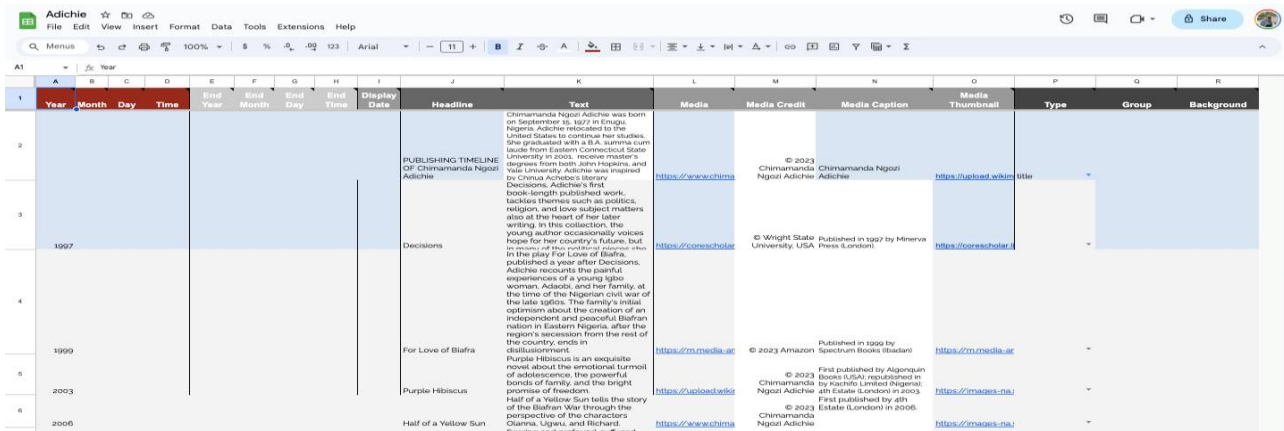 Adichie
File Edit View Insert Format Data Tools Extensions Help
Share
Menus 100% $ % .0 .00 123 Arial 11 B I A
A1 fx Year
A B C D E F G H I J K L M N O P Q R
1 Year Month Day Time End Year End Month End Day End Time Display Date Headline Text Media Media Credit Media Caption Media Thumbnail Type Group Background
2
PUBLISHING TIMELINE
OF Chimamanda Ngozi
Adichie
Chimamanda Ngozi Adichie was born
on September 15, 1977 in Enugu,
Nigeria. Adichie relocated to the
United States to continue her studies.
She graduated with a B.A. summa cum
laude from Eastern Connecticut State
University in 2001, receive master's
degrees from both John Hopkins, and
Yale University. Adichie was inspired
by Chinua Achebe's literary
https://www.chima
© 2023
Chimamanda
Ngozi Adichie
Chimamanda Ngozi
Adichie
https://upload.wikim
title
3
1997
Decisions
Decisions, Adichie's first
book-length published work,
tackles themes such as politics,
religion, and love subject matters
also at the heart of her later
writing. In this collection, the
young author occasionally voices
hope for her country's future, but
in many of the political pieces she
https://corescholar
© Wright State
University, USA
Published in 1997 by Minerva
Press (London).
https://corescholar.li
4
1999
For Love of Biafra
In the play For Love of Biafra,
published a year after Decisions,
Adichie recounts the painful
experiences of a young Igbo
woman, Adaobi, and her family, at
the time of the Nigerian civil war of
the late 1960s. The family's initial
optimism about the creation of an
independent and peaceful Biafran
nation in Eastern Nigeria, after the
region's secession from the rest of
the country, ends in
disillusionment.
https://m.media-ar
© 2023 Amazon
Published in 1999 by
Spectrum Books (Ibadan)
https://m.media-ar
5
2003
Purple Hibiscus
Purple Hibiscus is an exquisite
novel about the emotional turmoil
of adolescence, the powerful
bonds of family, and the bright
promise of freedom.
https://upload.wiki
© 2023
Chimamanda
Ngozi Adichie
First published by Algonquin
Books (USA); republished in
by Kachifo Limited (Nigeria);
4th Estate (London) in 2003.
https://images-na.
6
2006
Half of a Yellow Sun
Half of a Yellow Sun tells the story
of the Biafran War through the
perspective of the characters
Olanna, Ugwu, and Richard.
https://www.chima
© 2023
Chimamanda
Ngozi Adichie
First published by 4th
Estate (London) in 2006.
https://images-na.